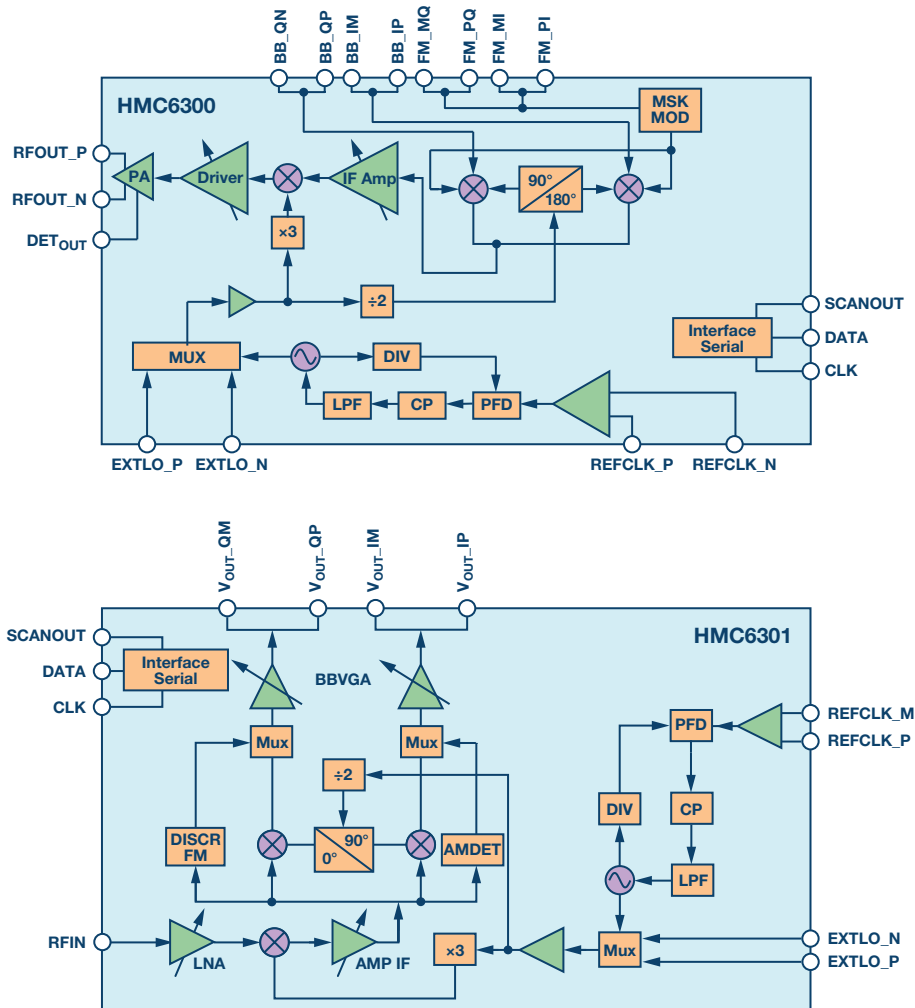 BB_QN
BB_QP
BB_IM
BB_IP
FM_MQ
FM_PQ
FM_MI
FM_PI
HMC6300
MSK
MOD
RFOUT_P
RFOUT_N
DETOUT
PA
Driver
IF Amp
90°
180°
×3
÷2
MUX
DIV
LPF
CP
PFD
Interface
Serial
SCANOUT
DATA
CLK
EXTLO_P
EXTLO_N
REFCLK_P
REFCLK_N
VOUT_QM
VOUT_QP
VOUT_IM
VOUT_IP
HMC6301
SCANOUT
DATA
CLK
Interface
Serial
BBVGA
Mux
Mux
÷2
DISCR
FM
90°
0°
AMDET
RFIN
LNA
AMP IF
×3
PFD
REFCLK_M
REFCLK_P
DIV
CP
LPF
Mux
EXTLO_N
EXTLO_P